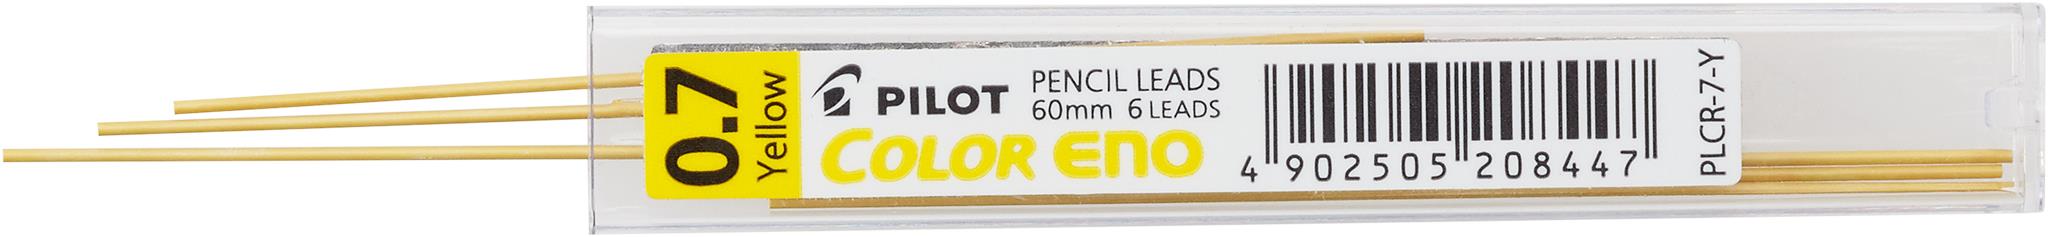 0.7
Yellow
PILOT
PENCIL LEADS
60mm 6 LEADS
COLOR ENO
4 902505 208447
PLCR-7-Y